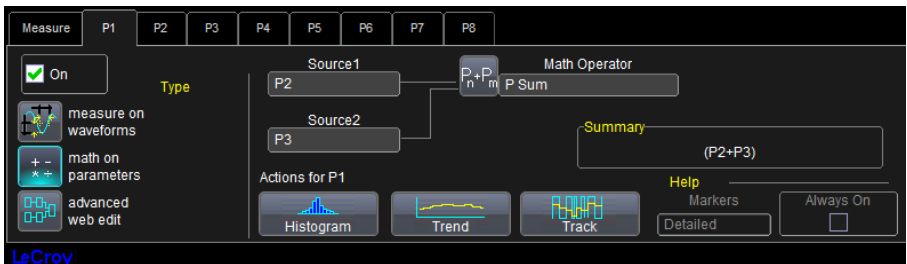 Measure P1 P2 P3 P4 P5 P6 P7 P8
On
Type
measure on
waveforms
+ -
* ÷
math on
parameters
advanced
web edit
Source1
P2
Source2
P3
Pn+Pm
Math Operator
P Sum
Summary
(P2+P3)
Actions for P1
Histogram
Trend
Track
Help
Markers
Detailed
Always On
LeCroy